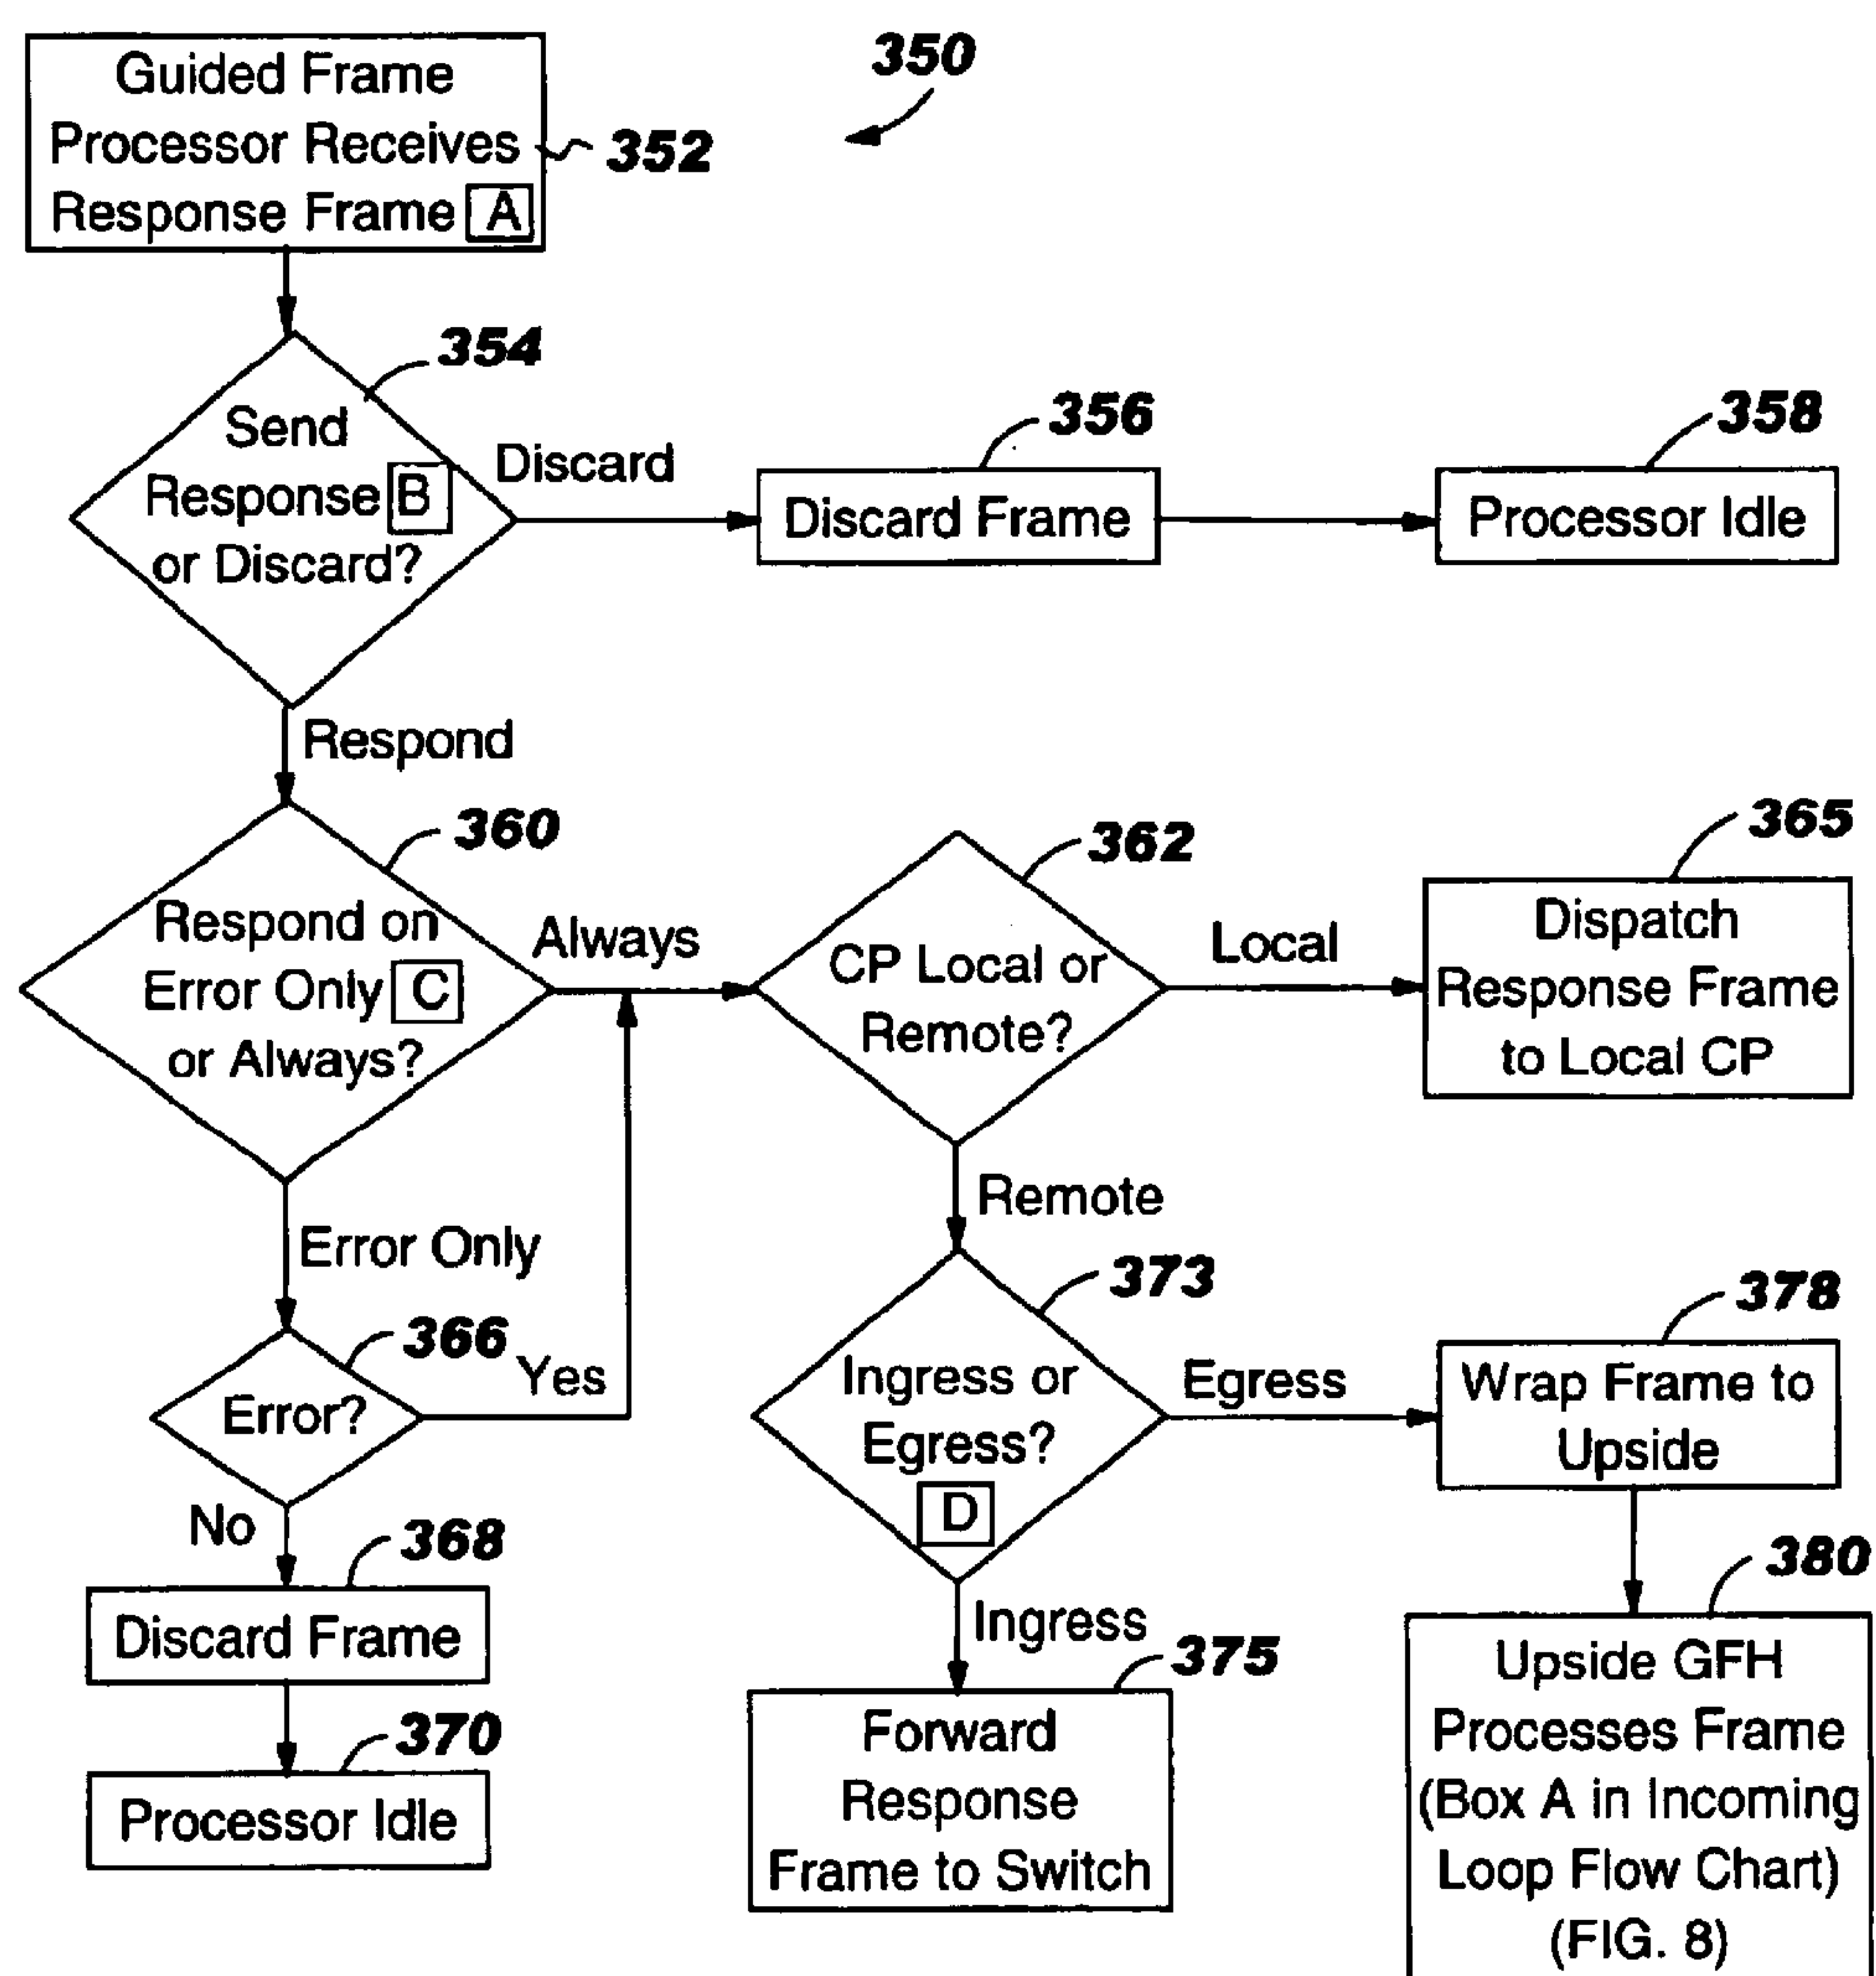 350
Guided Frame
Processor Receives
Response Frame A
352
354
Send
Response B
or Discard?
Discard
356
Discard Frame
358
Processor Idle
Respond
360
Respond on
Error Only C
or Always?
Always
362
CP Local or
Remote?
Local
365
Dispatch
Response Frame
to Local CP
Error Only
Remote
366
Error?
Yes
No
368
Discard Frame
370
Processor Idle
373
Ingress or
Egress?
D
Egress
378
Wrap Frame to
Upside
Ingress
375
Forward
Response
Frame to Switch
380
Upside GFH
Processes Frame
(Box A in Incoming
Loop Flow Chart)
(FIG. 8)